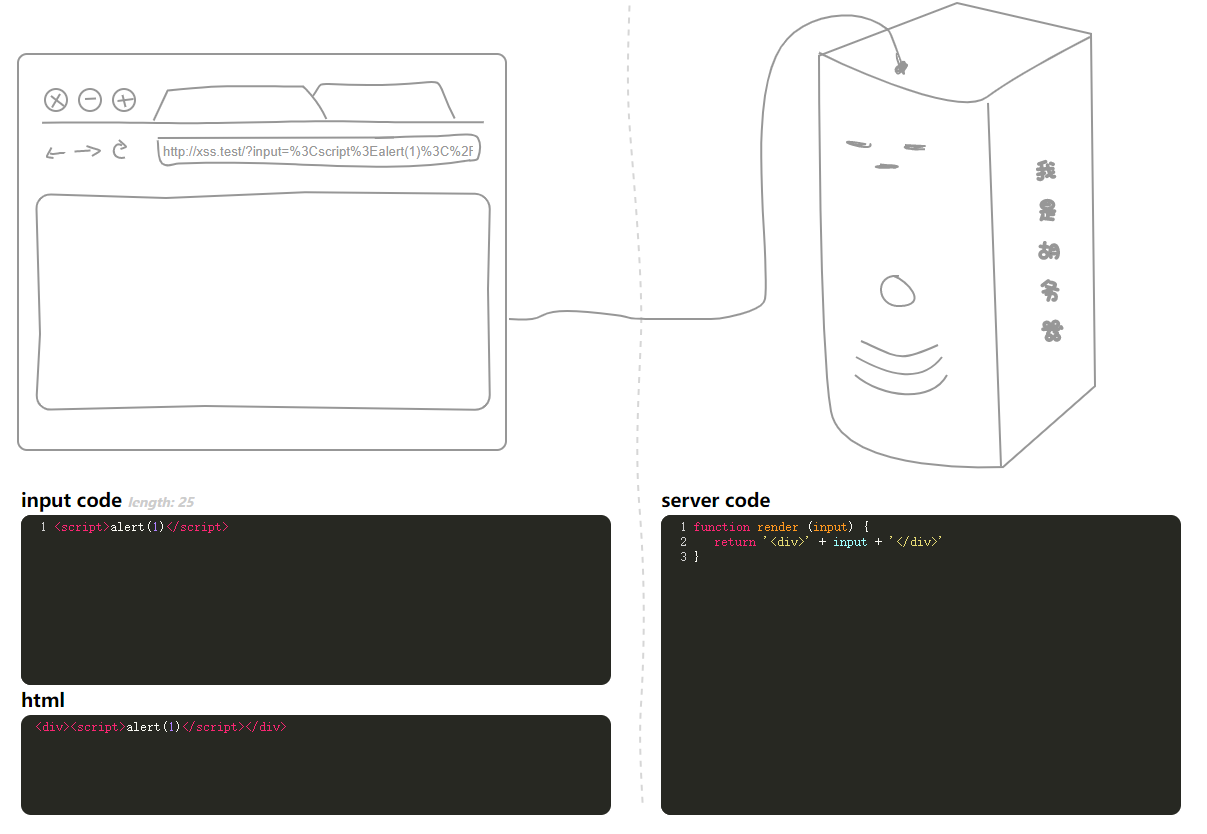 http://xss.test/?input=%3Cscript%3Ealert(1)%3C%2F
我
是
服
务
器
input code length: 25
1 <script>alert(1)</script>
html
<div><script>alert(1)</script></div>
server code
1 function render (input) {
2 return '<div>' + input + '</div>'
3 }